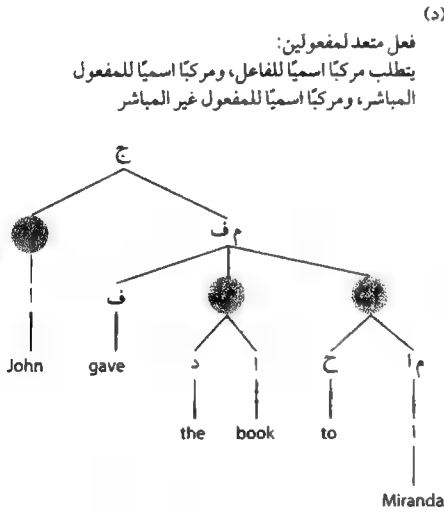 (د)
فعل متعد لمفعولين:
يتطلب مركبًا اسميًا للفاعل، ومركبًا اسميًا للمفعول
المباشر، ومركبًا اسميًا للمفعول غير المباشر
ج
م ف
ف
د ا ح م ا
ا
John gave
the book to
Miranda